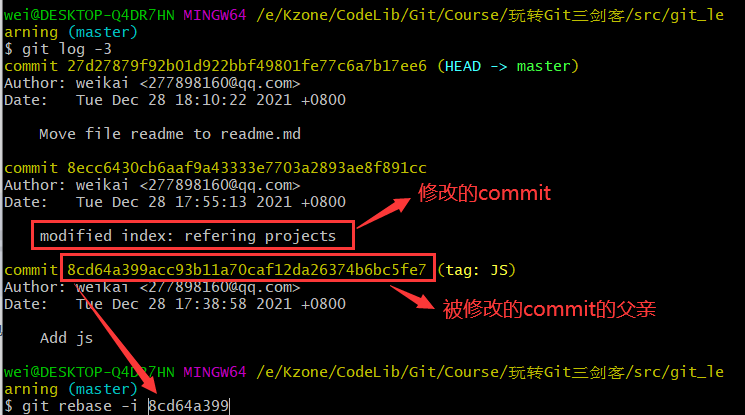 wei@DESKTOP-Q4DR7HN MINGW64 /e/Kzone/CodeLib/Git/Course/玩转Git三剑客/src/git_le
arning (master)
$ git log -3
commit 27d27879f92b01d922bbf49801fe77c6a7b17ee6 (HEAD -> master)
Author: weikai <277898160@qq.com>
Date:   Tue Dec 28 18:10:22 2021 +0800
Move file readme to readme.md
commit 8ecc6430cb6aaf9a43333e7703a2893ae8f891cc
Author: weikai <277898160@qq.com>
Date:   Tue Dec 28 17:55:13 2021 +0800
修改的commit
modified index: refering projects
commit 8cd64a399acc93b11a70caf12da26374b6bc5fe7 (tag: JS)
Author: weikai <277898160@qq.com>
Date:   Tue Dec 28 17:38:58 2021 +0800
被修改的commit的父亲
Add js
wei@DESKTOP-Q4DR7HN MINGW64 /e/Kzone/CodeLib/Git/Course/玩转Git三剑客/src/git_le
arning (master)
$ git rebase -i 8cd64a399